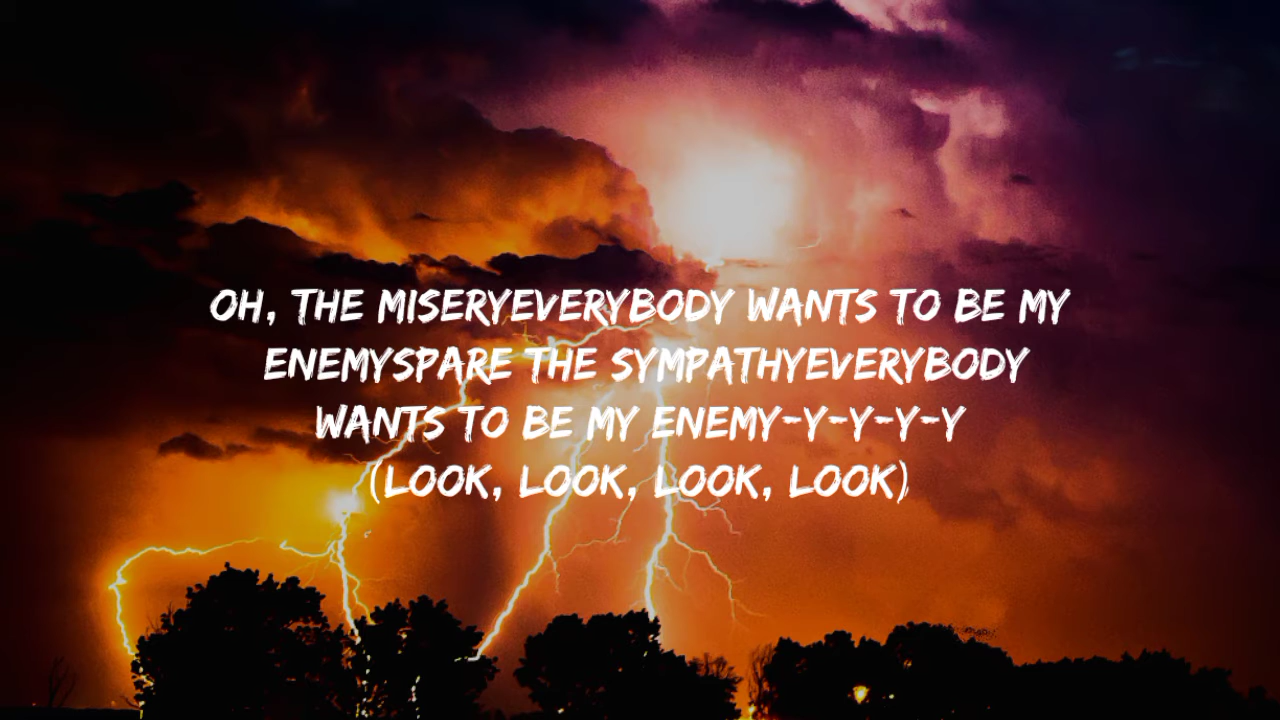 OH, THE MISERYEVERYBODY WANTS TO BE MY
ENEMYSPARE THE SYMPATHYEVERYBODY
WANTS TO BE MY ENEMY-Y-Y-Y-Y
(LOOK, LOOK, LOOK, LOOK)